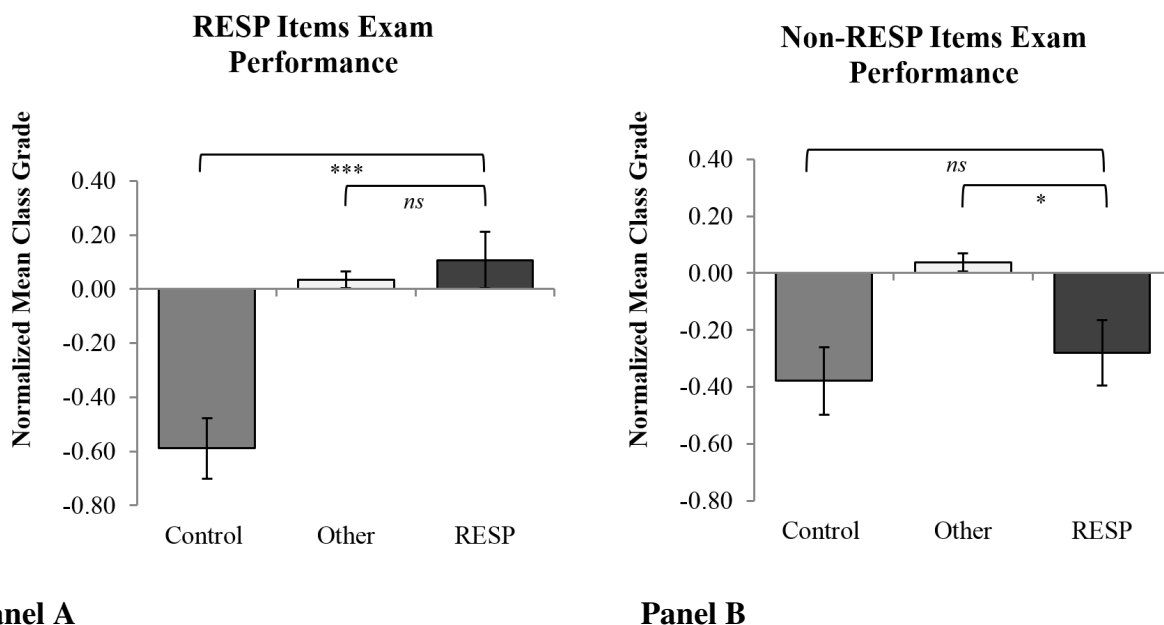 RESP Items Exam
Performance
Normalized Mean Class Grade
***
ns
0.40
0.20
0.00
-0.20
-0.40
-0.60
-0.80
Control Other RESP
anel A
Non-RESP Items Exam
Performance
Normalized Mean Class Grade
ns
*
0.40
0.20
0.00
-0.20
-0.40
-0.60
-0.80
Control Other RESP
Panel B